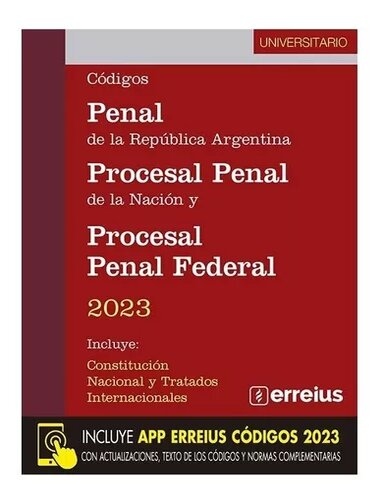 UNIVERSITARIO
Códigos
Penal
de la República Argentina
Procesal Penal
de la Nación y
Procesal
Penal Federal
2023
Incluye:
Constitución
Nacional y Tratados
Internacionales
erreius
INCLUYE APP ERREIUS CÓDIGOS 2023
CON ACTUALIZACIONES, TEXTO DE LOS CÓDIGOS Y NORMAS COMPLEMENTARIAS